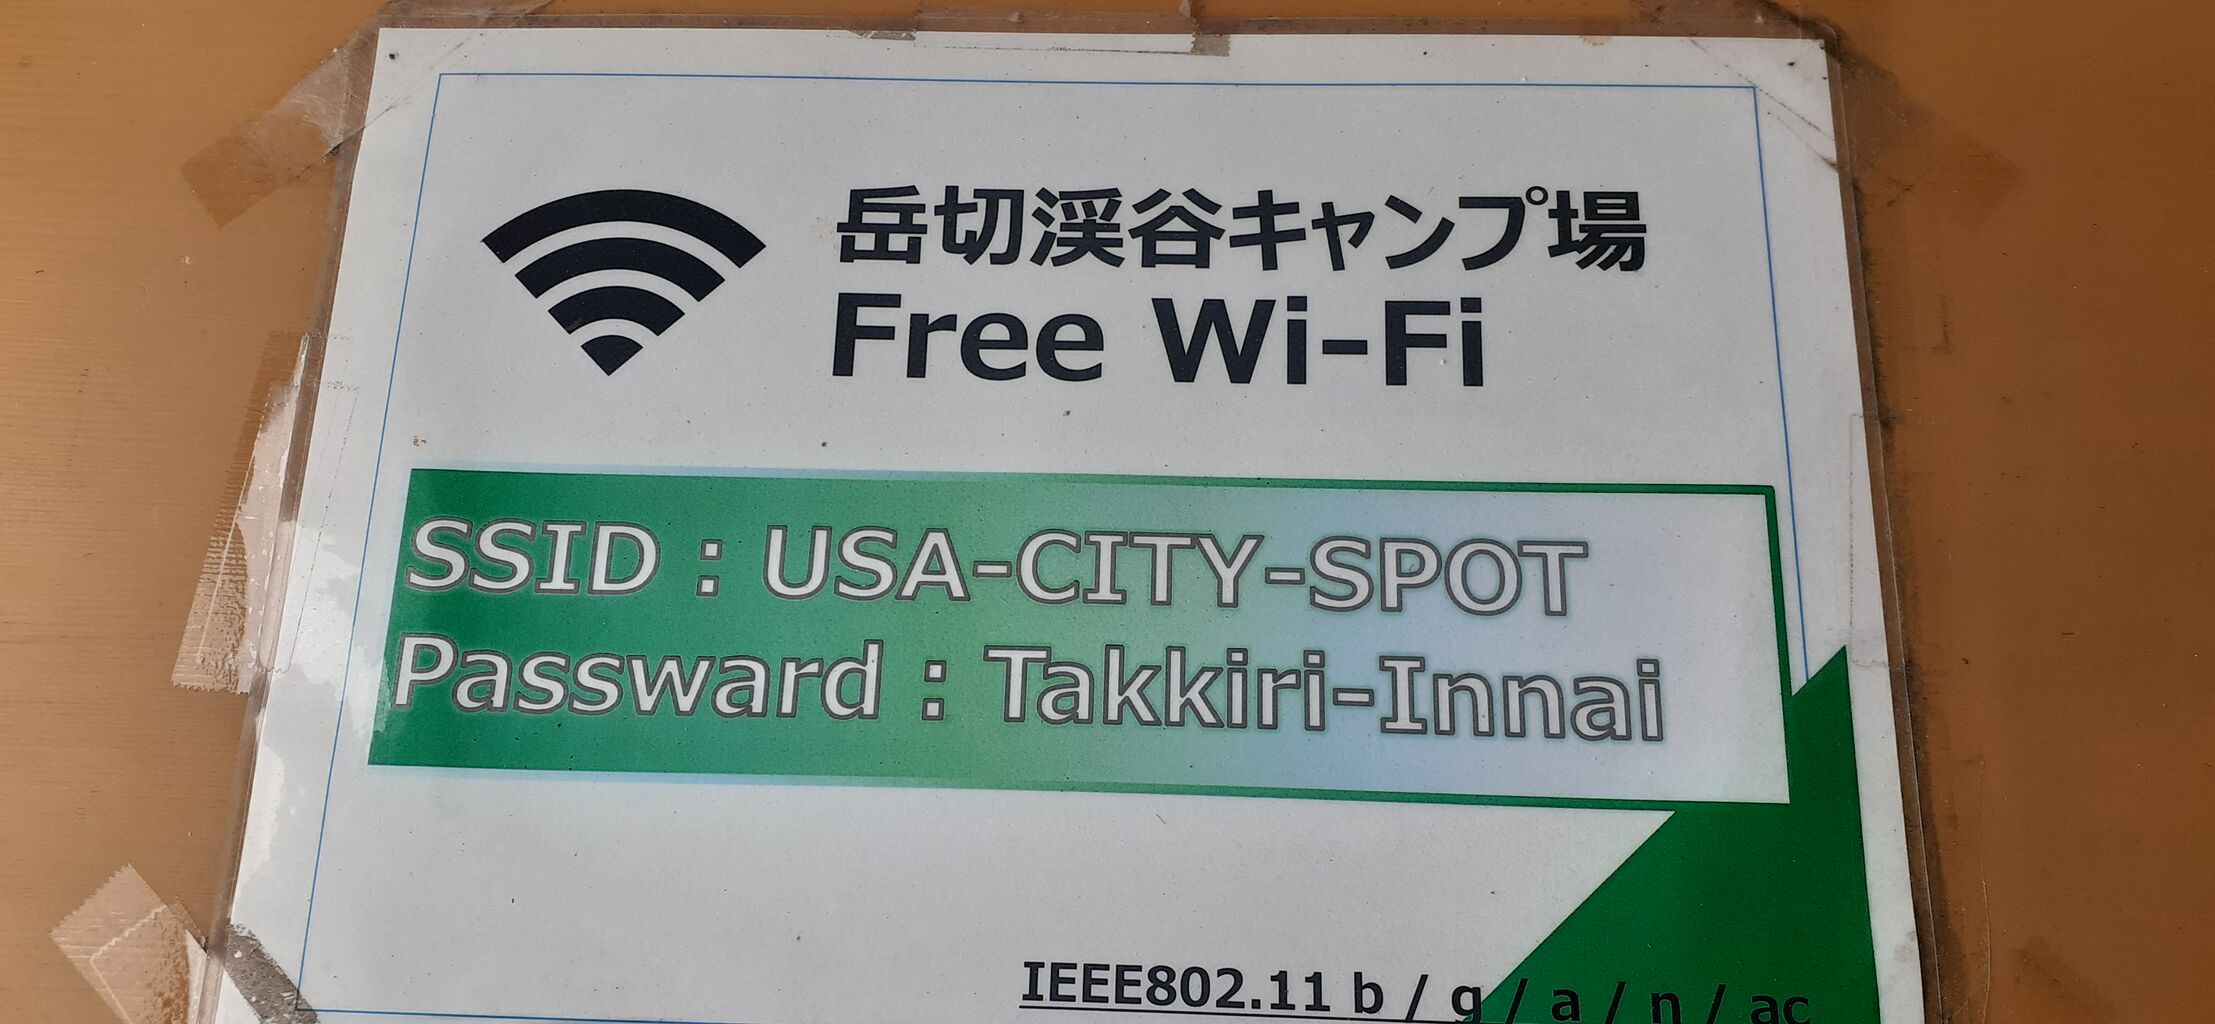 岳切渓谷キャンプ場
Free Wi-Fi
SSID : USA-CITY-SPOT
Passward : Takkiri-Innai
IEEE802.11 b / g / a / n / ac